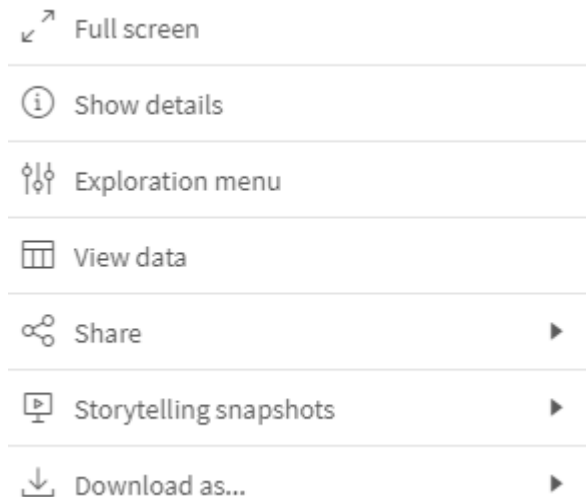 Full screen
Show details
Exploration menu
View data
Share
Storytelling snapshots
Download as...